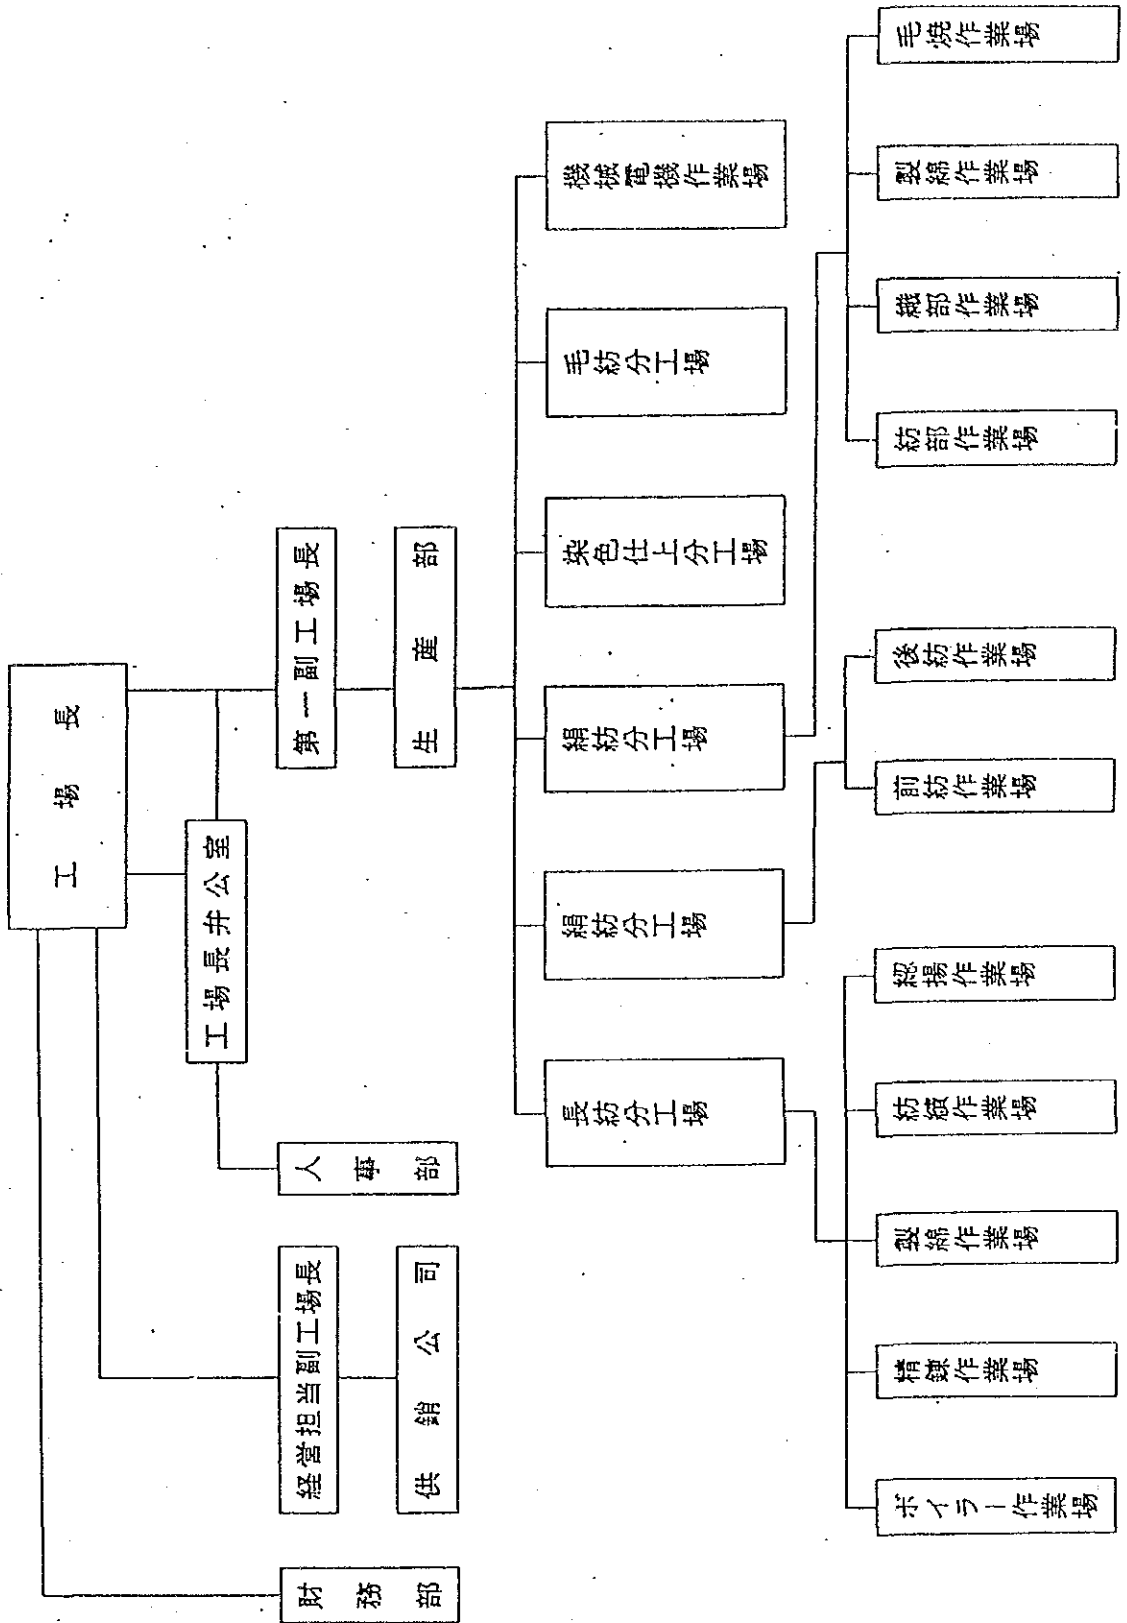 工場長
工場長弁公室
第一副工場長
生産部
人事部
経営担当副工場長
供銷公司
財務部
長紡分工場
絹紡分工場
絹紡分工場
染色仕上分工場
毛紡分工場
機械電機作業場
ボイラー作業場
精錬作業場
製綿作業場
紡績作業場
総揚作業場
前紡作業場
後紡作業場
紡部作業場
織部作業場
製綿作業場
毛焼作業場